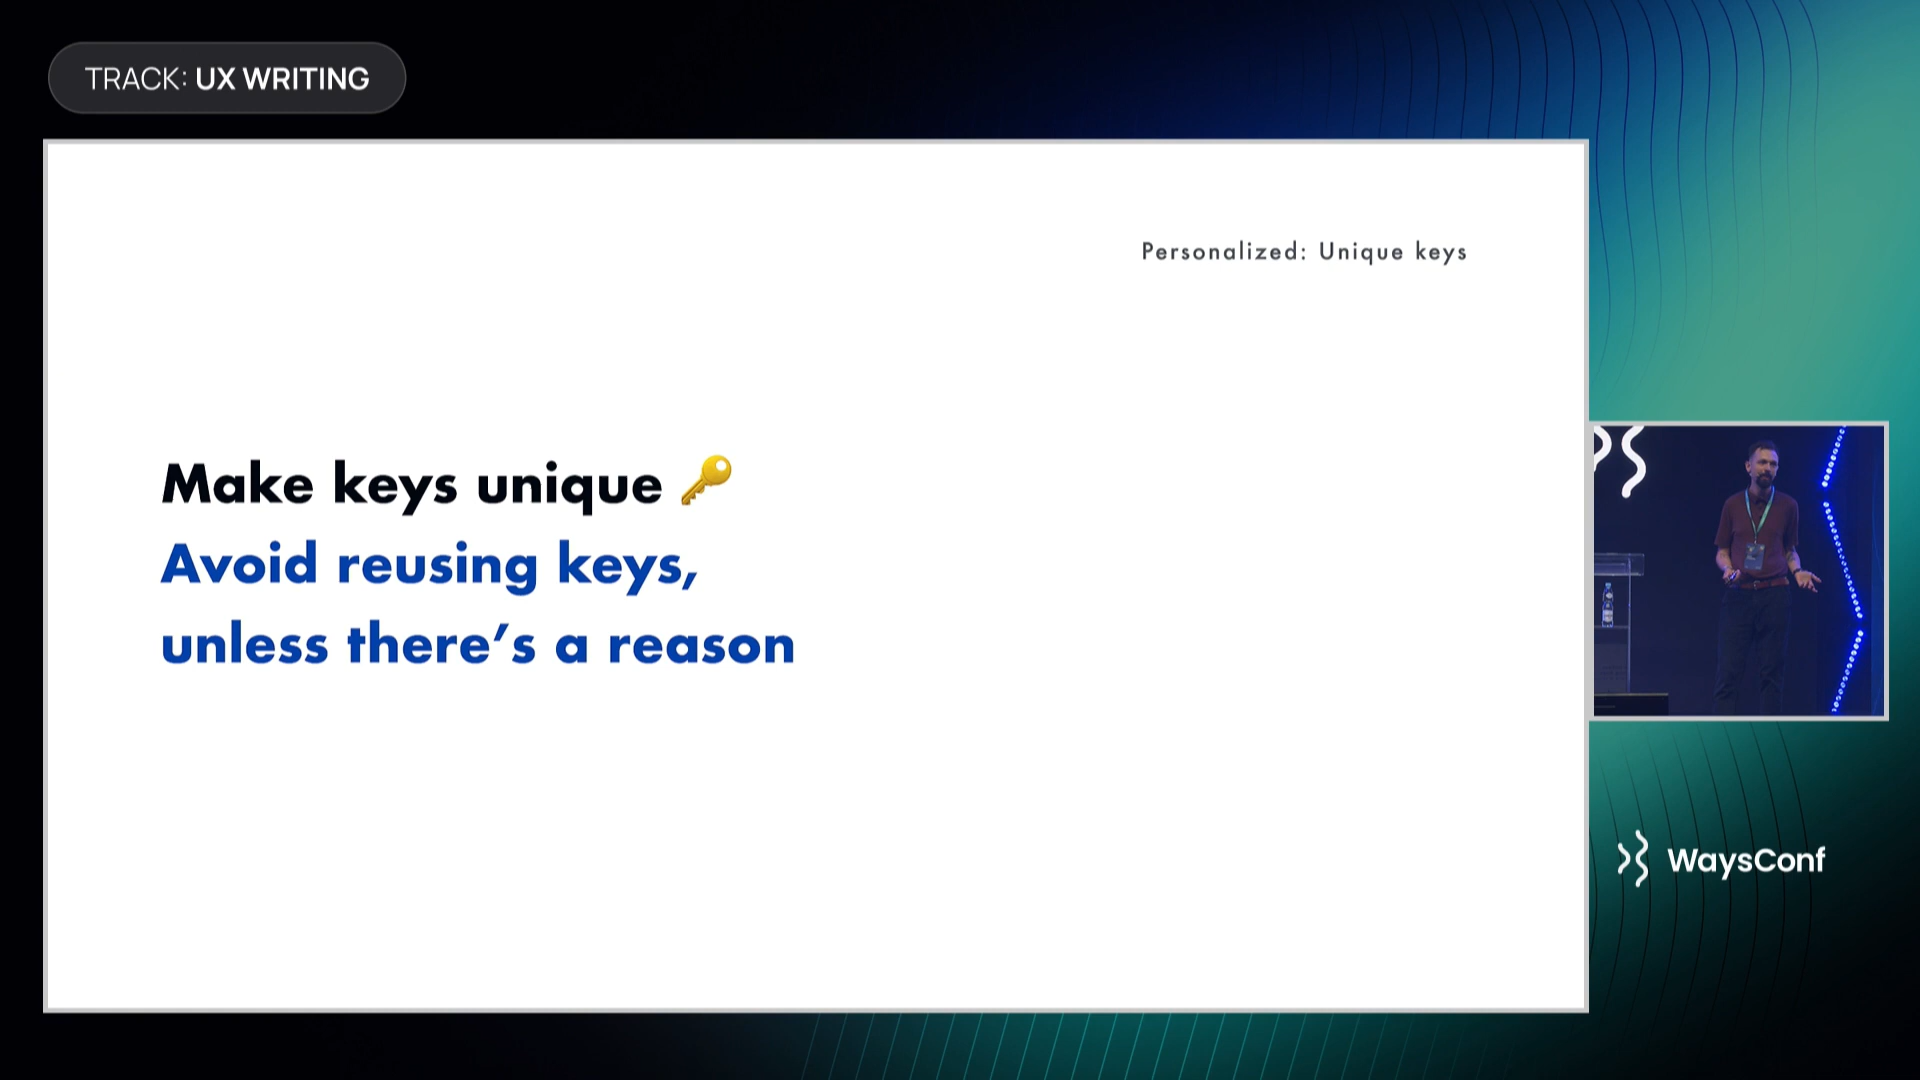 TRACK: UX WRITING
Personalized: Unique keys
Make keys unique 🔑
Avoid reusing keys,
unless there’s a reason
WaysConf